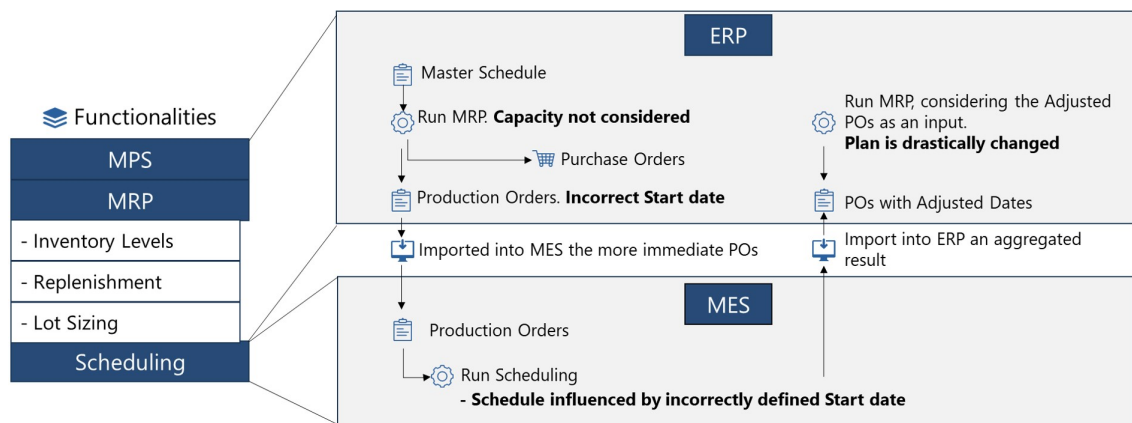 Functionalities
MPS
MRP
- Inventory Levels
- Replenishment
- Lot Sizing
Scheduling
ERP
Master Schedule
Run MRP. Capacity not considered
Purchase Orders
Production Orders. Incorrect Start date
Run MRP, considering the Adjusted
POs as an input.
Plan is drastically changed
POs with Adjusted Dates
Imported into MES the more immediate POs
Import into ERP an aggregated
result
MES
Production Orders
Run Scheduling
- Schedule influenced by incorrectly defined Start date